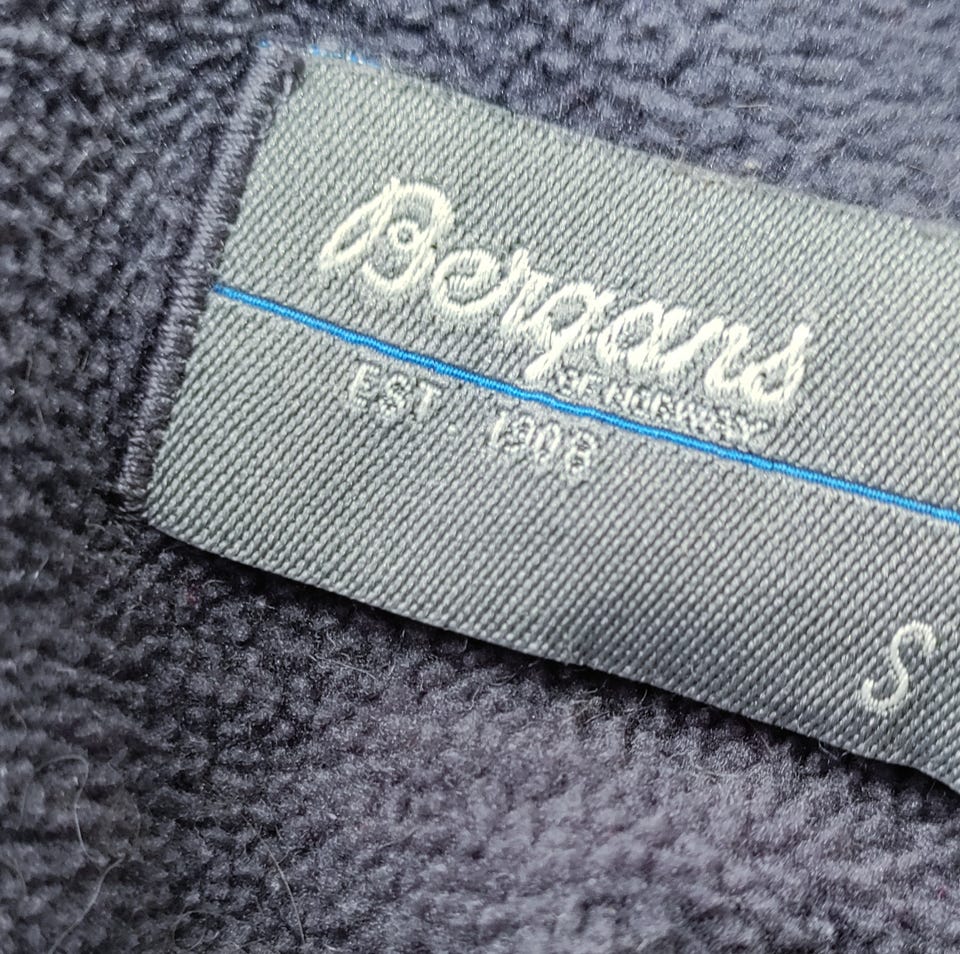 Bergans
OF NORWAY
EST. 1908
S